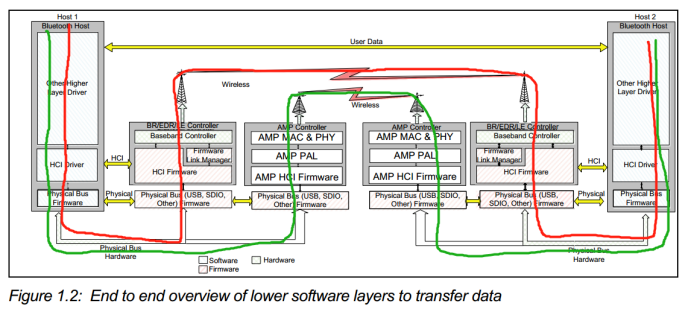 Host 1
Bluetooth Host
Host 2
Bluetooth Host
User Data
Other Higher
Layer Driver
Other Higher
Layer Driver
Wireless
Wireless
BR/EDR/LE Controller
Baseband Controller
Firmware
Link Manager
HCI Firmware
AMP Controller
AMP MAC & PHY
AMP PAL
AMP HCI Firmware
AMP Controller
AMP MAC & PHY
AMP PAL
AMP HCI Firmware
BR/EDR/LE Controller
Baseband Controller
Firmware
Link Manager
HCI Firmware
HCI Driver
HCI
HCI
HCI Driver
Physical Bus
Firmware
Physical
Physical Bus (USB, SDIO,
Other) Firmware
Physical Bus (USB, SDIO,
Other) Firmware
Physical Bus (USB, SDIO,
Other) Firmware
Physical Bus (USB,
SDIO, Other) Firmware
Physical
Physical Bus
Firmware
Physical Bus
Hardware
Physical Bus
Hardware
Software
Hardware
Firmware
Figure 1.2: End to end overview of lower software layers to transfer data